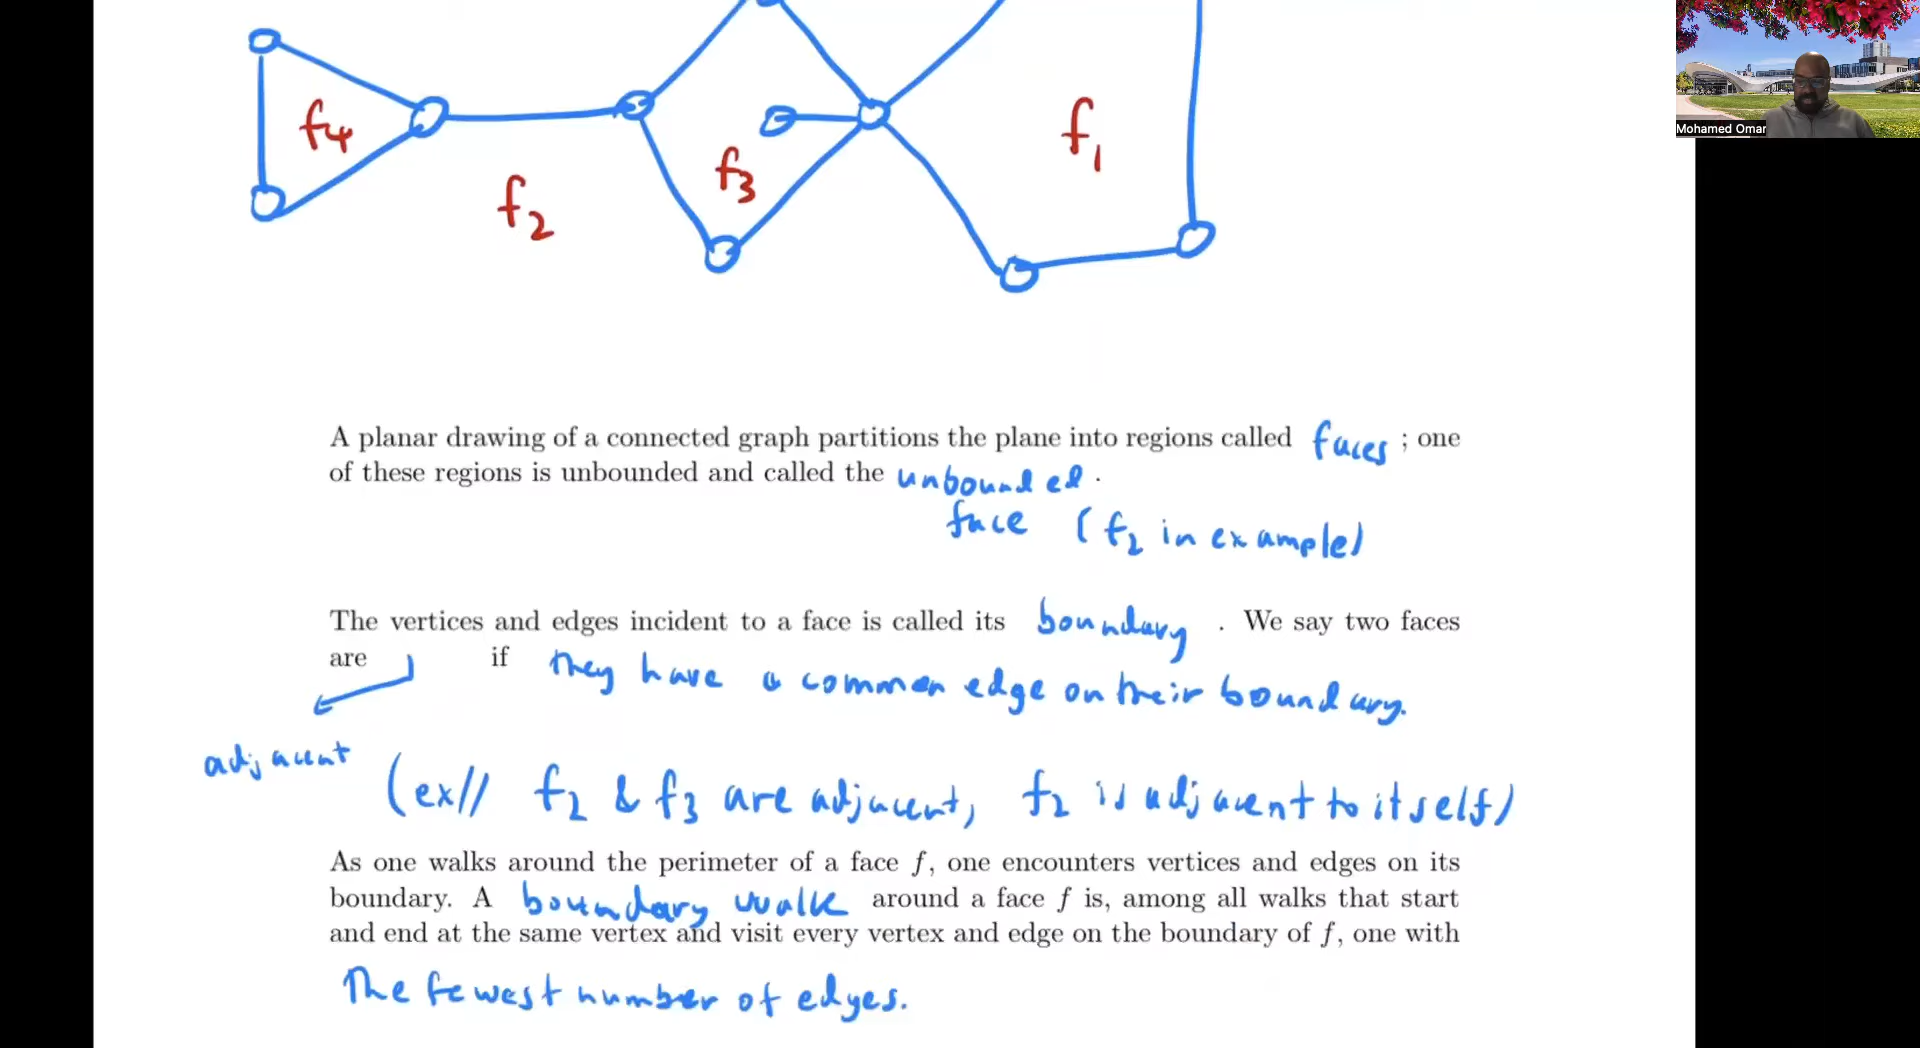 Mohamed Omar
f4
f2
f3
f1
A planar drawing of a connected graph partitions the plane into regions called faces ; one
of these regions is unbounded and called the unbounded .
face (f2 in example)
The vertices and edges incident to a face is called its boundary . We say two faces
are if they have a common edge on their boundary.
adjacent
(ex// f2 & f3 are adjacent, f2 is adjacent to itself)
As one walks around the perimeter of a face f, one encounters vertices and edges on its
boundary. A boundary walk around a face f is, among all walks that start
and end at the same vertex and visit every vertex and edge on the boundary of f, one with
The fewest number of edges.